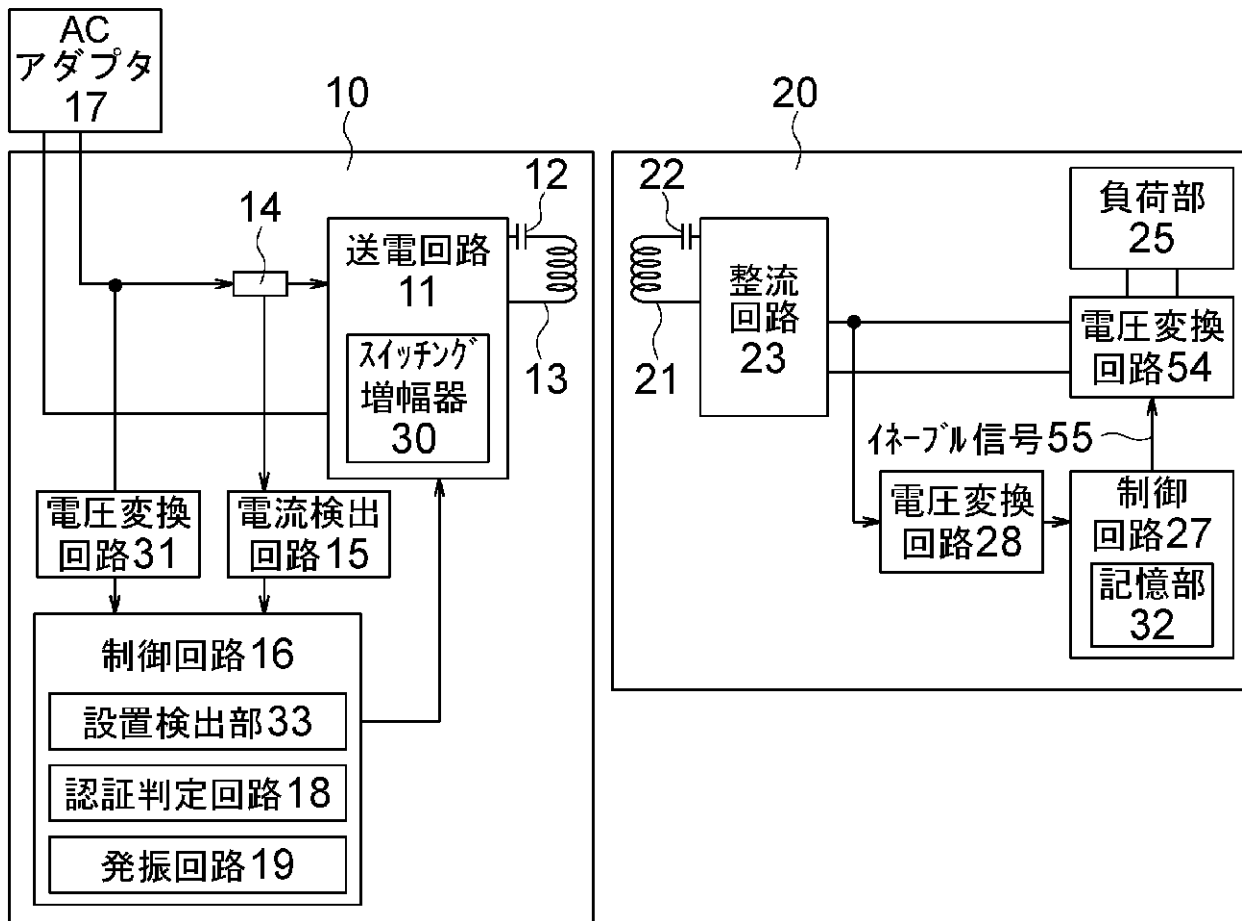 AC
アダプタ
17
10
20
12
22
14
送電回路
11
スイッチング
増幅器
30
13
21
整流
回路
23
負荷部
25
電圧変換
回路54
イネーブル信号55
電圧変換
回路31
電流検出
回路15
電圧変換
回路28
制御
回路27
記憶部
32
制御回路16
設置検出部33
認証判定回路18
発振回路19